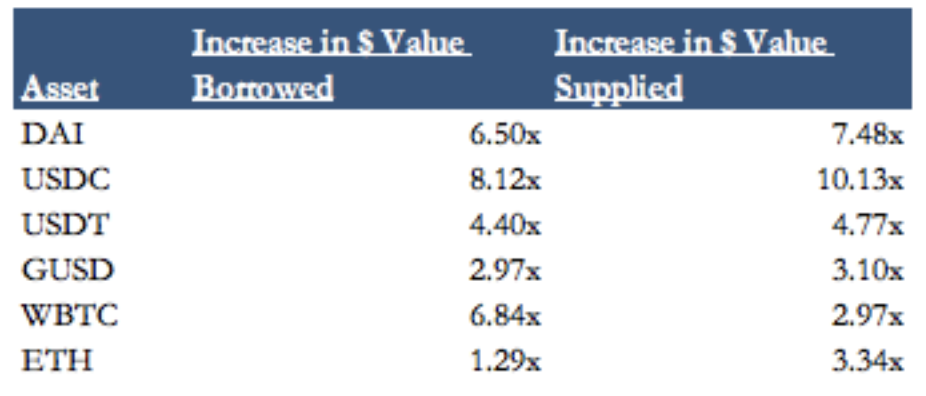 Increase in $ Value Increase in $ Value
Asset Borrowed Supplied
DAI 6.50x 7.48x
USDC 8.12x 10.13x
USDT 4.40x 4.77x
GUSD 2.97x 3.10x
WBTC 6.84x 2.97x
ETH 1.29x 3.34x